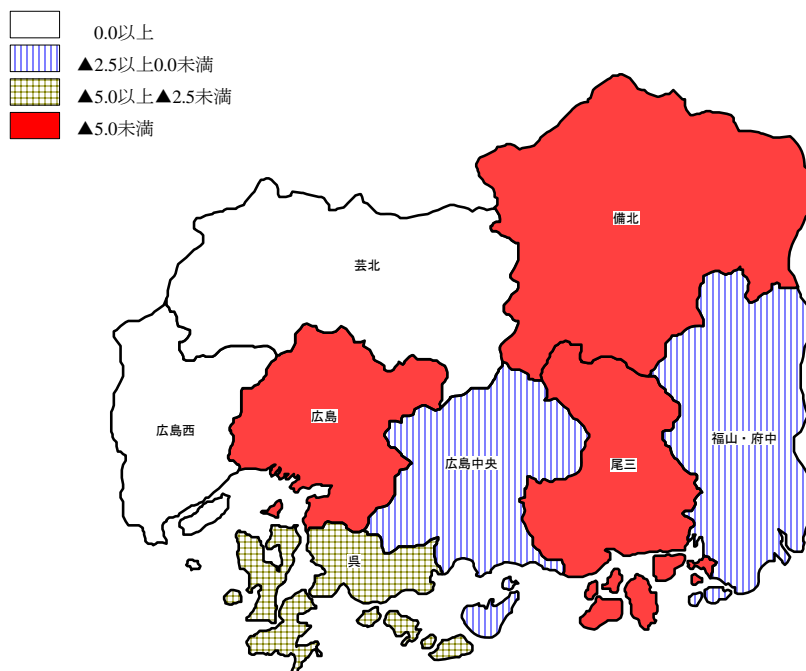 0.0以上
▲2.5以上0.0未満
▲5.0以上▲2.5未満
▲5.0未満
備北
芸北
広島
広島西
広島中央
尾三
福山・府中
呉